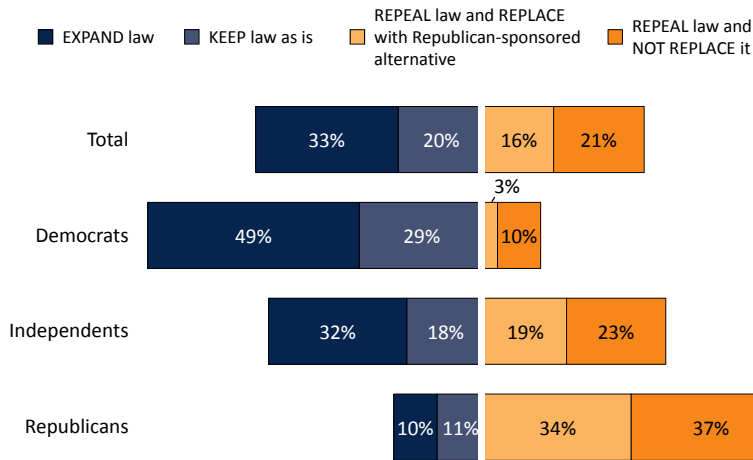 EXPAND law
KEEP law as is
REPEAL law and REPLACE
with Republican-sponsored
alternative
REPEAL law and
NOT REPLACE it
Total
33%
20%
16%
21%
3%
Democrats
49%
29%
10%
Independents
32%
18%
19%
23%
Republicans
10%
11%
34%
37%